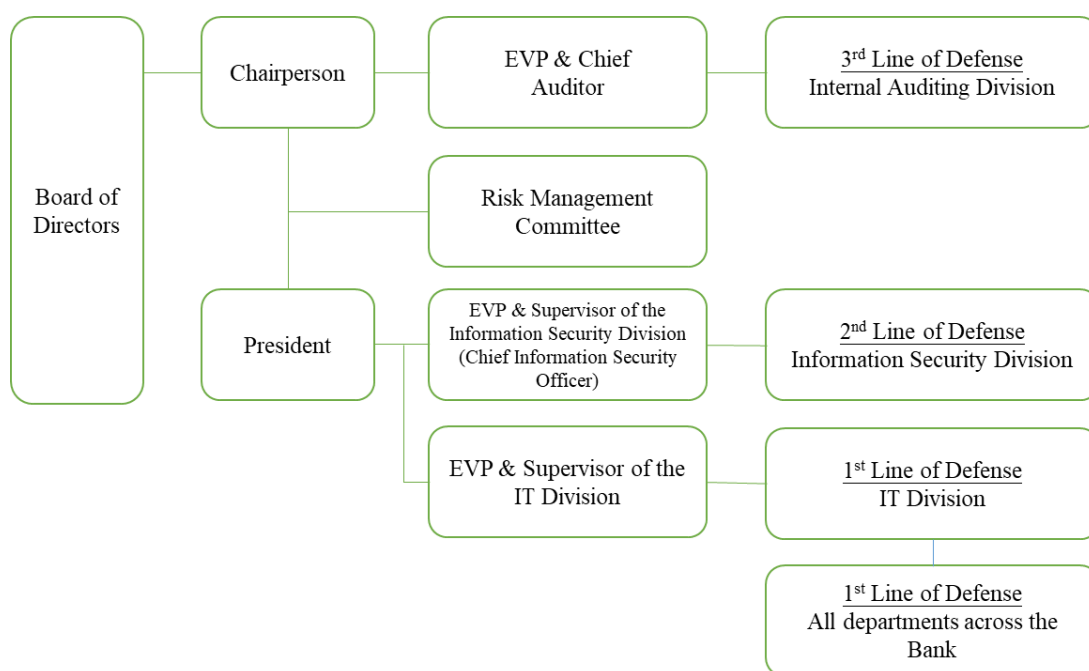 Board of
Directors
Chairperson
EVP & Chief
Auditor
3rd Line of Defense
Internal Auditing Division
Risk Management
Committee
President
EVP & Supervisor of the
Information Security Division
(Chief Information Security
Officer)
2nd Line of Defense
Information Security Division
EVP & Supervisor of the
IT Division
1st Line of Defense
IT Division
1st Line of Defense
All departments across the
Bank